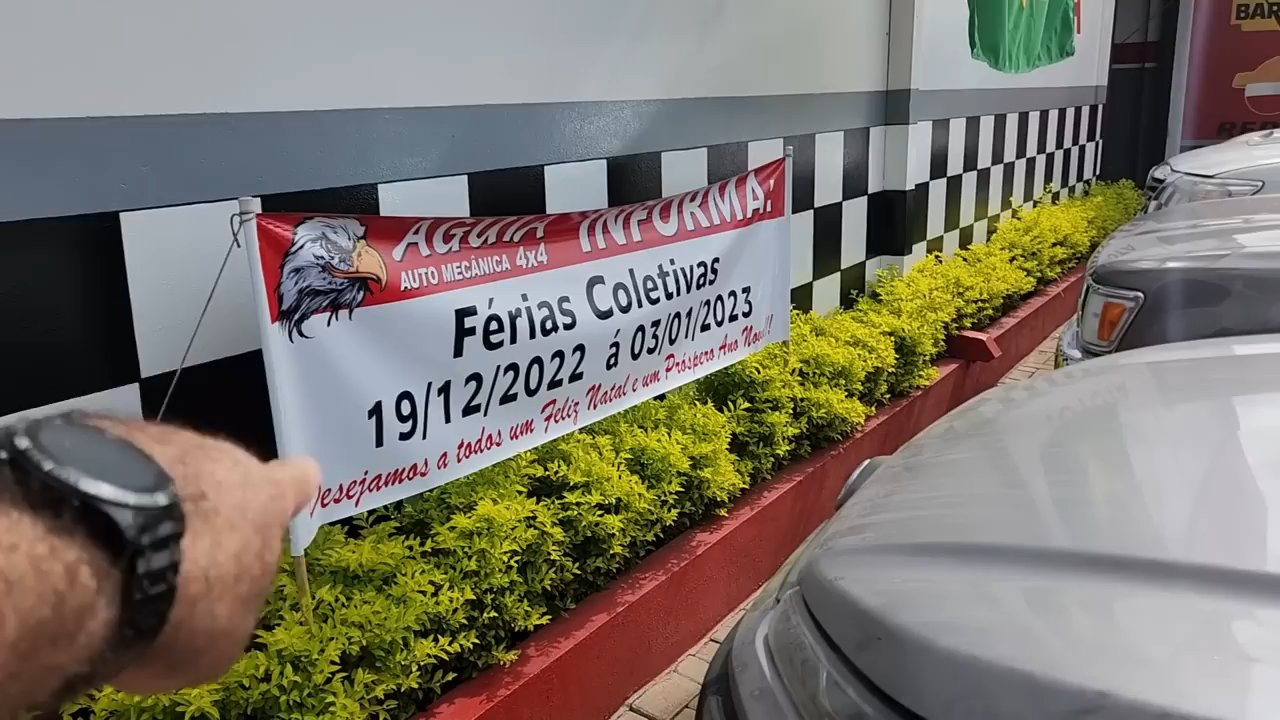 ÁGUIA INFORMA:
AUTO MECÂNICA 4x4
Férias Coletivas
19/12/2022 á 03/01/2023
Desejamos a todos um Feliz Natal e um Próspero Ano Novo!!
BAR